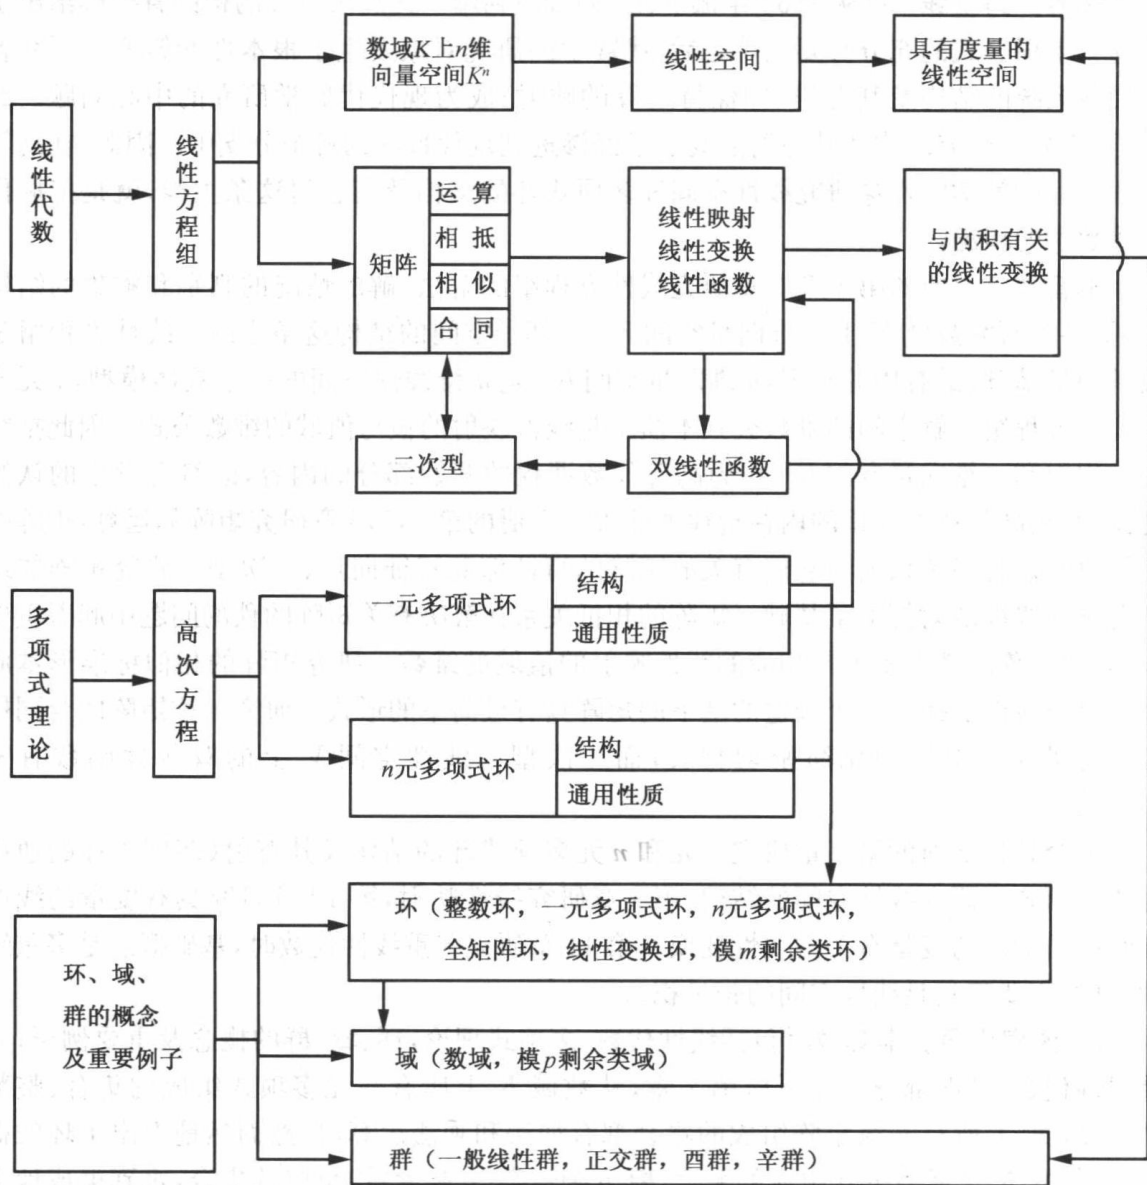 数域K上n维
向量空间Kⁿ
线性空间
具有度量的
线性空间
线性代数
线性方程组
矩阵
运算
相抵
相似
合同
线性映射
线性变换
线性函数
与内积有关
的线性变换
二次型
双线性函数
多项式理论
高次方程
一元多项式环
结构
通用性质
n元多项式环
结构
通用性质
环、域、
群的概念
及重要例子
环（整数环，一元多项式环，n元多项式环，
全矩阵环，线性变换环，模m剩余类环）
域（数域，模p剩余类域）
群（一般线性群，正交群，酉群，辛群）